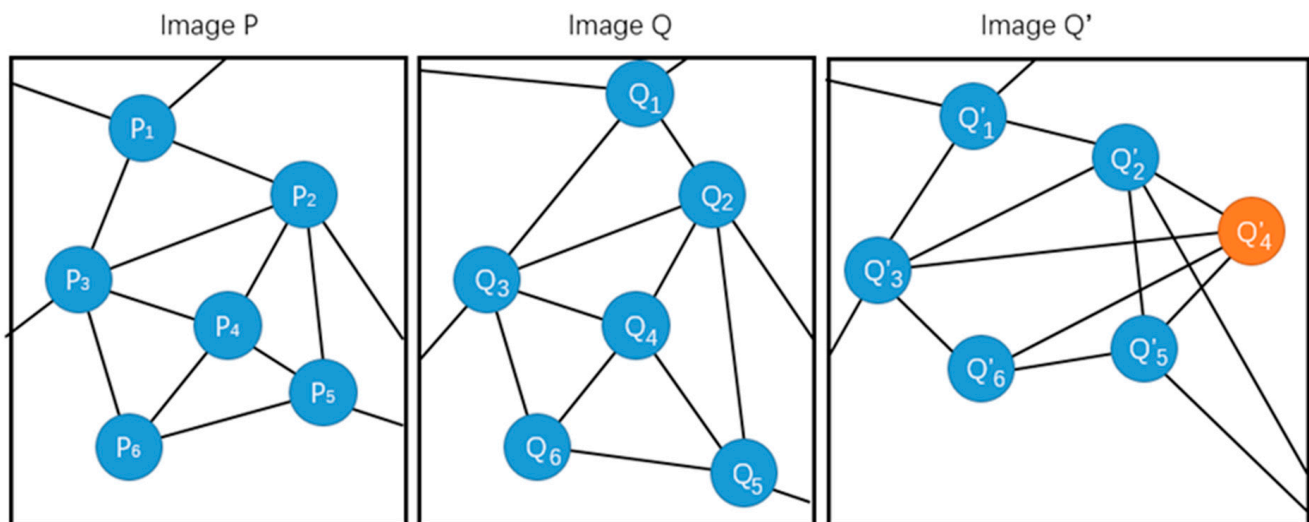 Image P
Image Q
Image Q’
P1
P2
P3
P4
P5
P6
Q1
Q2
Q3
Q4
Q5
Q6
Q'1
Q'2
Q'4
Q'3
Q'5
Q'6